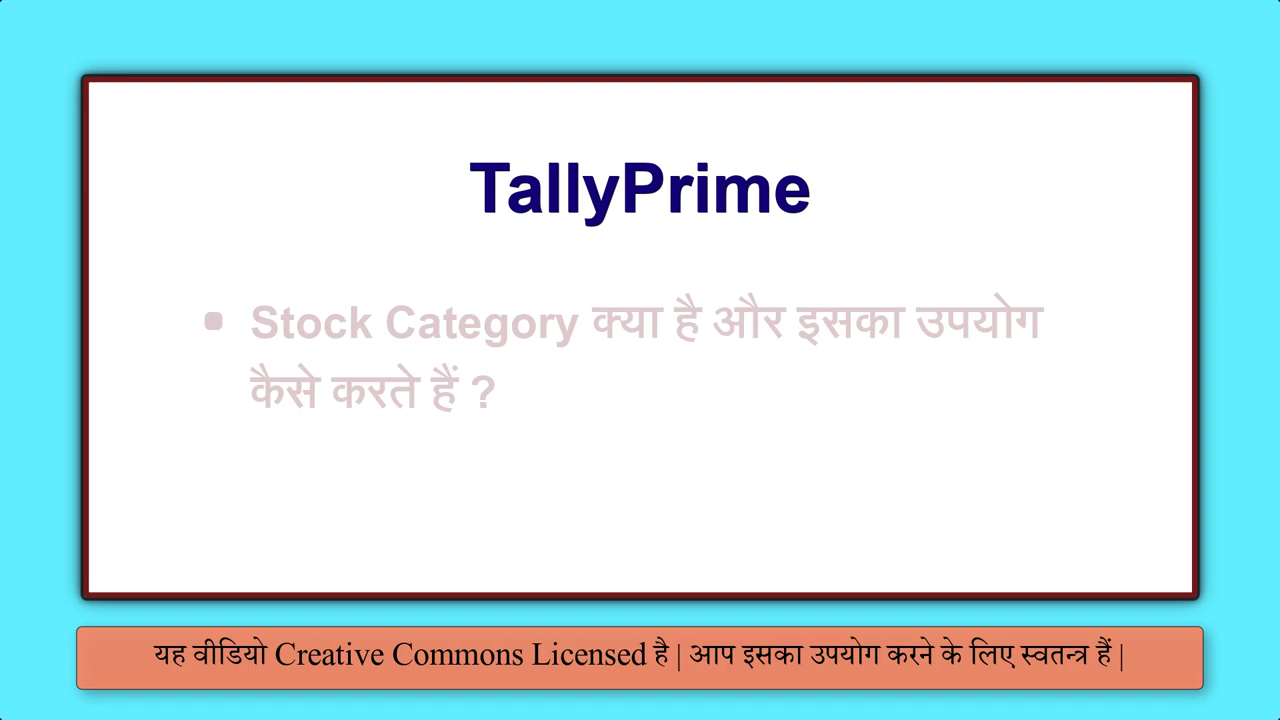 TallyPrime
• Stock Category क्या है और इसका उपयोग
कैसे करते हैं ?
यह वीडियो Creative Commons Licensed है | आप इसका उपयोग करने के लिए स्वतन्त्र हैं |